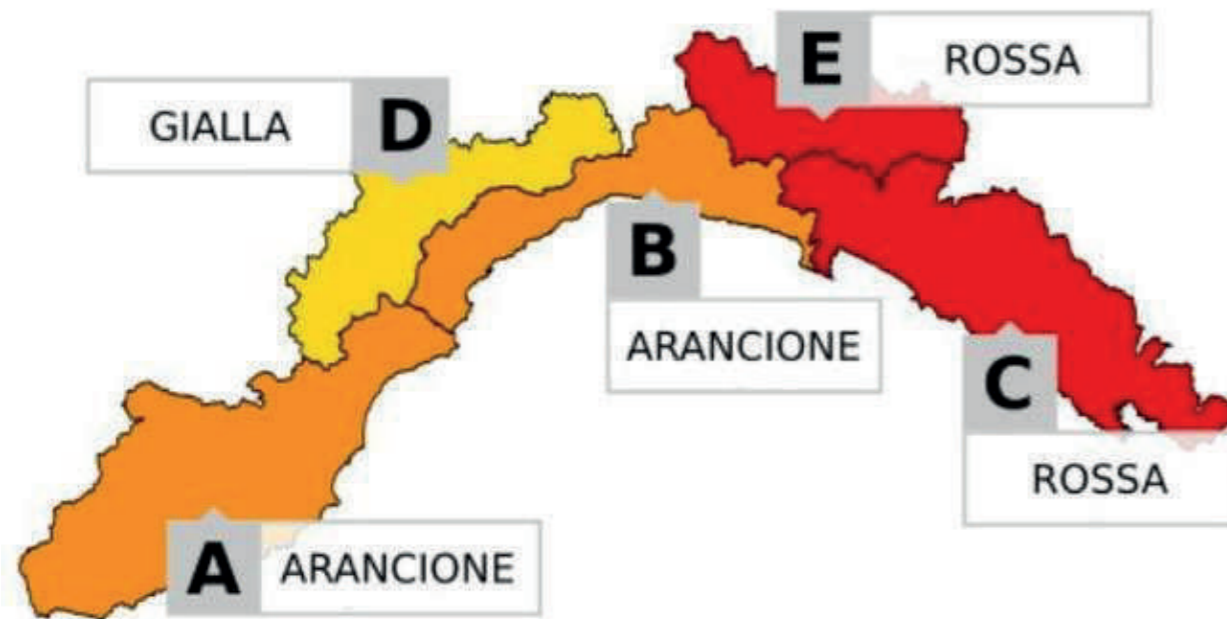 E ROSSA
GIALLA D
B
ARANCIONE
C
ROSSA
A ARANCIONE